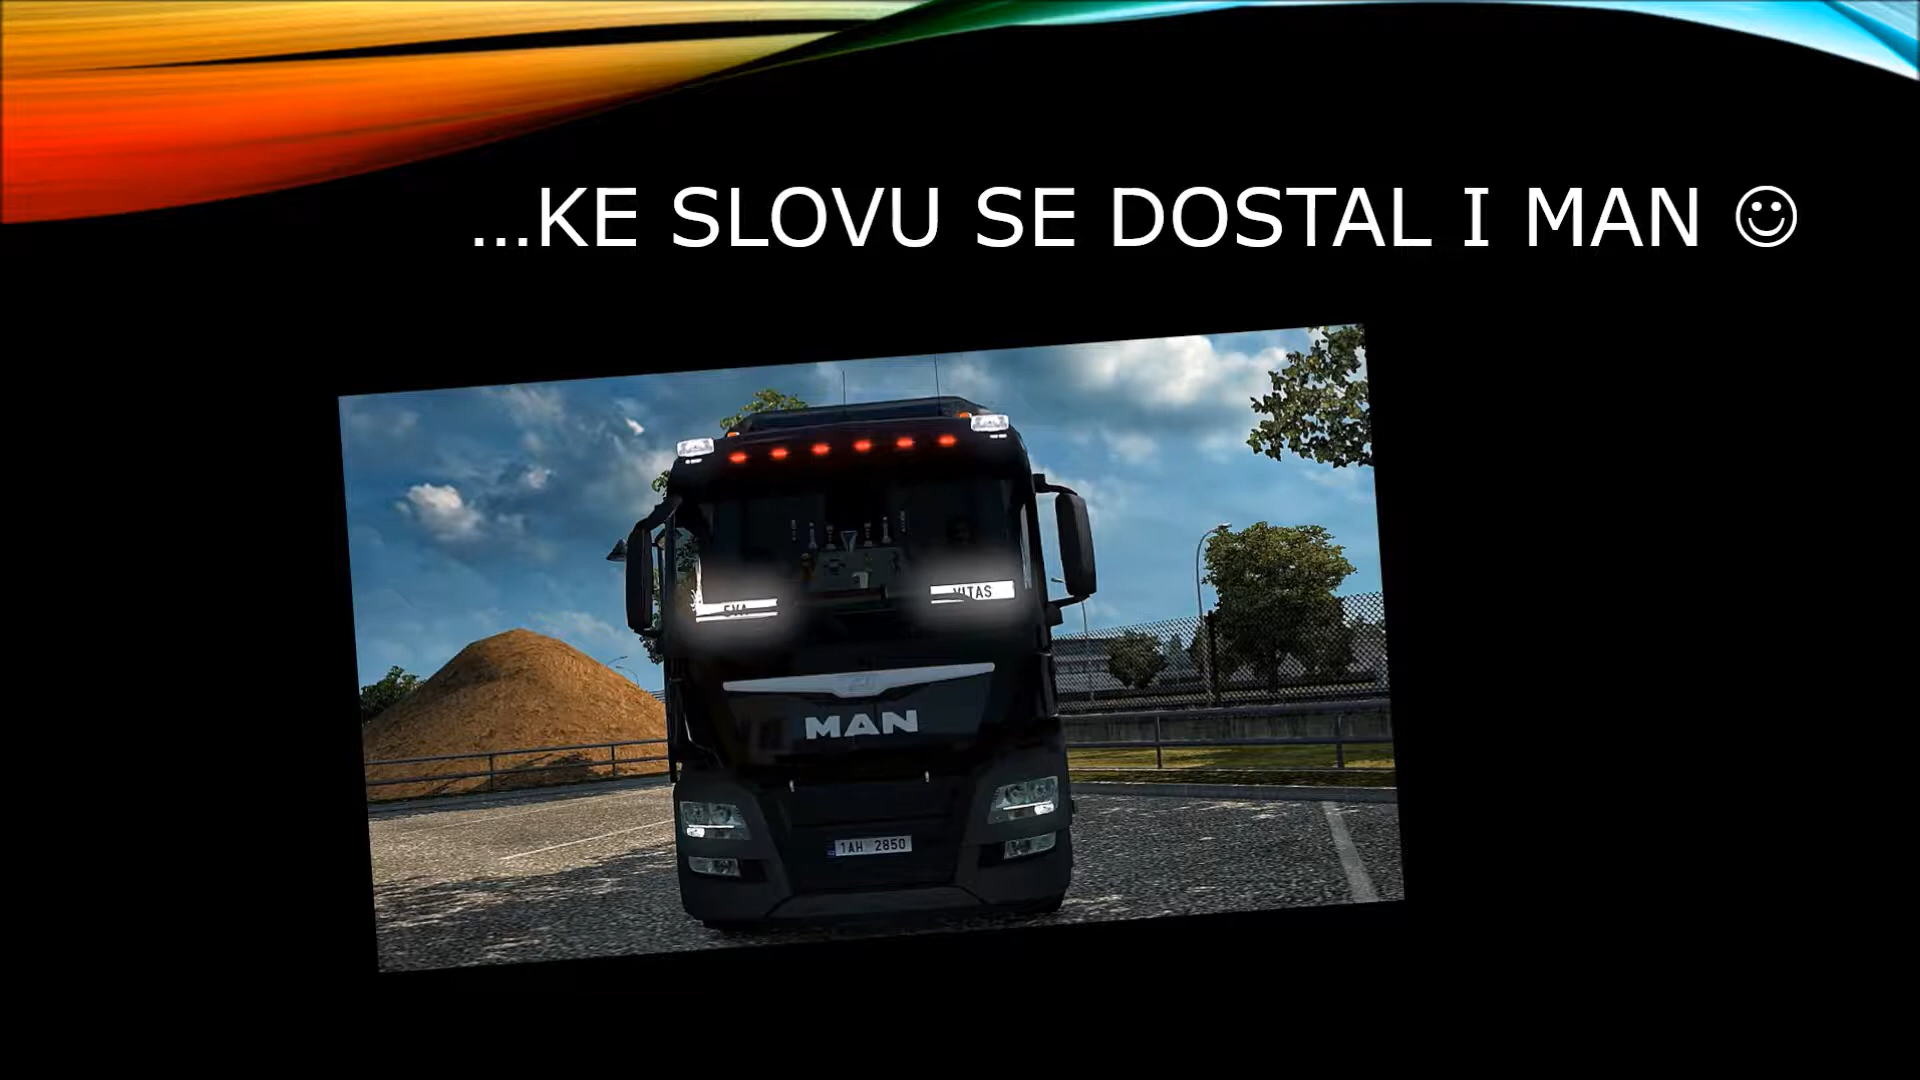 ...KE SLOVU SE DOSTAL I MAN ☺
EVA
VITAS
MAN
1AH 2850